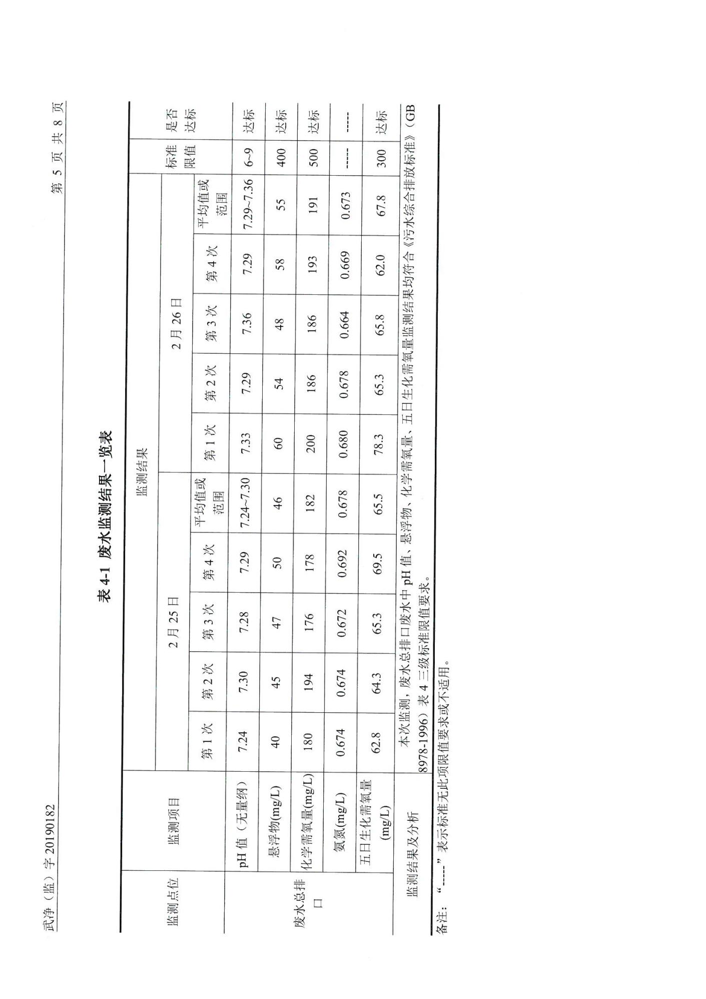 武净（监）字 20190182
第 5 页 共 8 页
表 4-1 废水监测结果一览表
监测点位 监测项目 监测结果 标准限值 是否达标
2 月 25 日 2 月 26 日
第 1 次 第 2 次 第 3 次 第 4 次 平均值或范围 第 1 次 第 2 次 第 3 次 第 4 次 平均值或范围
废水总排口
pH 值（无量纲） 7.24 7.30 7.28 7.29 7.24~7.30 7.33 7.29 7.36 7.29 7.29~7.36 6~9 达标
悬浮物(mg/L) 40 45 47 50 46 60 54 48 58 55 400 达标
化学需氧量(mg/L) 180 194 176 178 182 200 186 186 193 191 500 达标
氨氮(mg/L) 0.674 0.674 0.672 0.692 0.678 0.680 0.678 0.664 0.669 0.673 ----- -----
五日生化需氧量(mg/L) 62.8 64.3 65.3 69.5 65.5 78.3 65.3 65.8 62.0 67.8 300 达标
监测结果及分析
本次监测，废水总排口废水中 pH 值、悬浮物、化学需氧量、五日生化需氧量监测结果均符合《污水综合排放标准》（GB
8978-1996）表 4 三级标准限值要求。
备注：“-----”表示标准无此项限值要求或不适用。